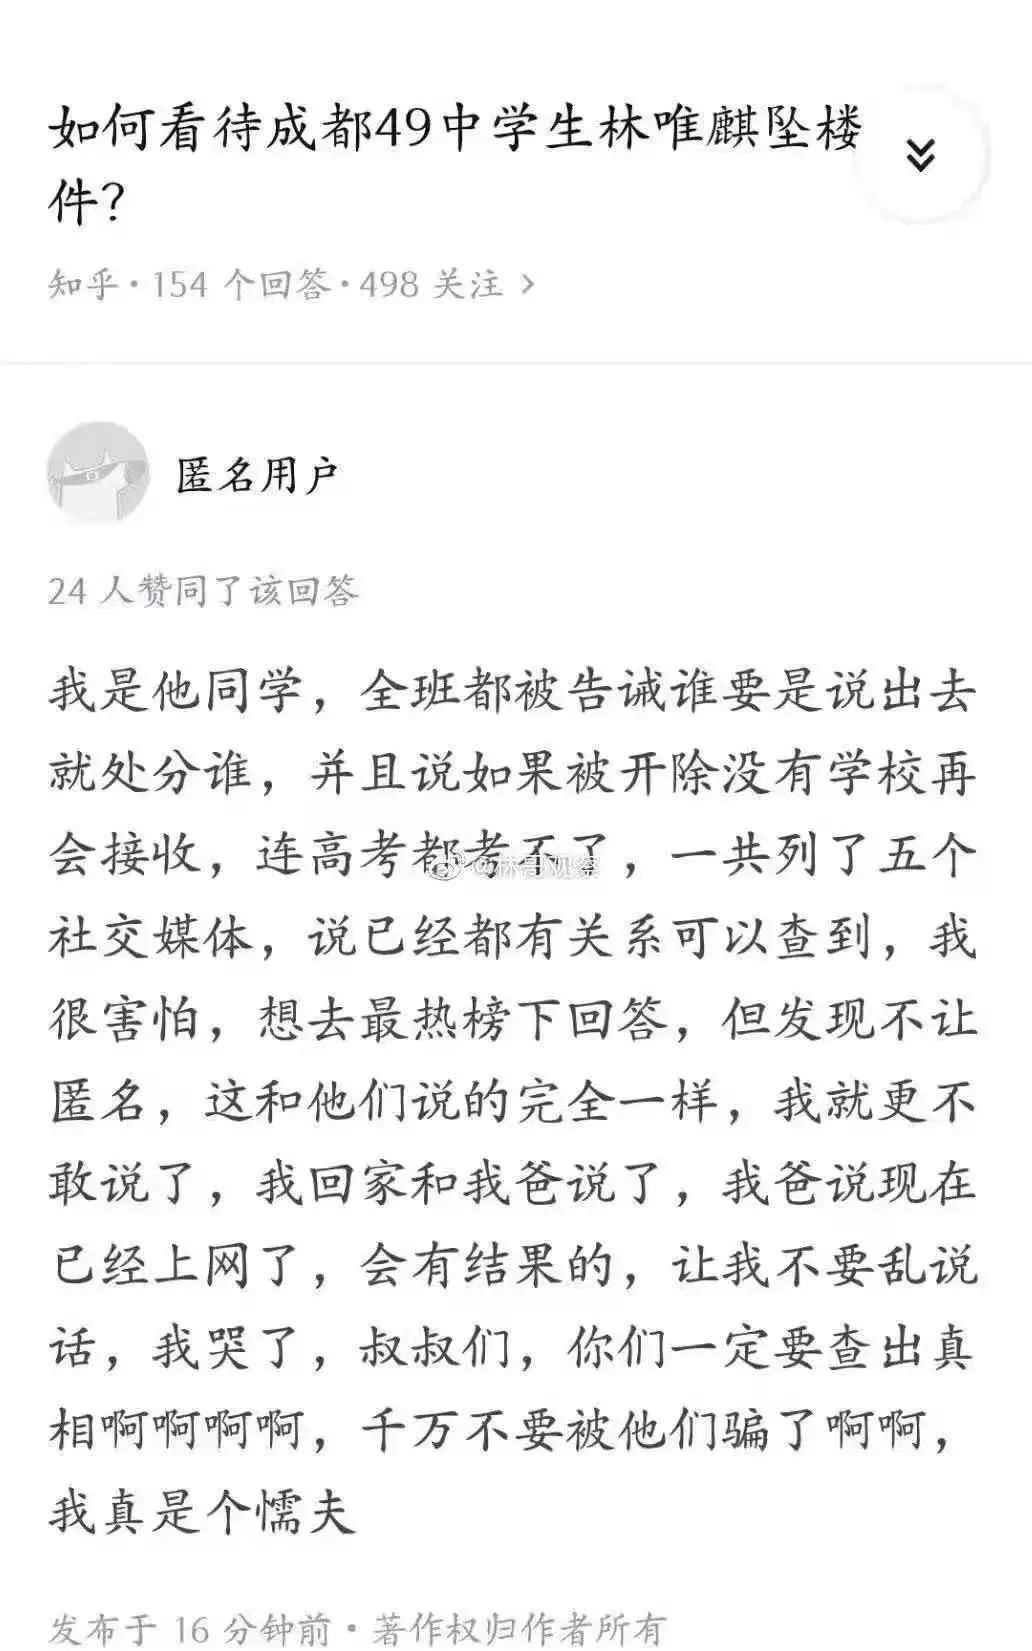 如何看待成都49中学生林唯麒坠楼
件？
知乎·154 个回答·498 关注 >
匿名用户
24 人赞同了该回答
我是他同学，全班都被告诫谁要是说出去
就处分谁，并且说如果被开除没有学校再
会接收，连高考都考不了，一共列了五个
@林哥观察
社交媒体，说已经都有关系可以查到，我
很害怕，想去最热榜下回答，但发现不让
匿名，这和他们说的完全一样，我就更不
敢说了，我回家和我爸说了，我爸说现在
已经上网了，会有结果的，让我不要乱说
话，我哭了，叔叔们，你们一定要查出真
相啊啊啊啊，千万不要被他们骗了啊啊，
我真是个懦夫
发布于 16 分钟前·著作权归作者所有